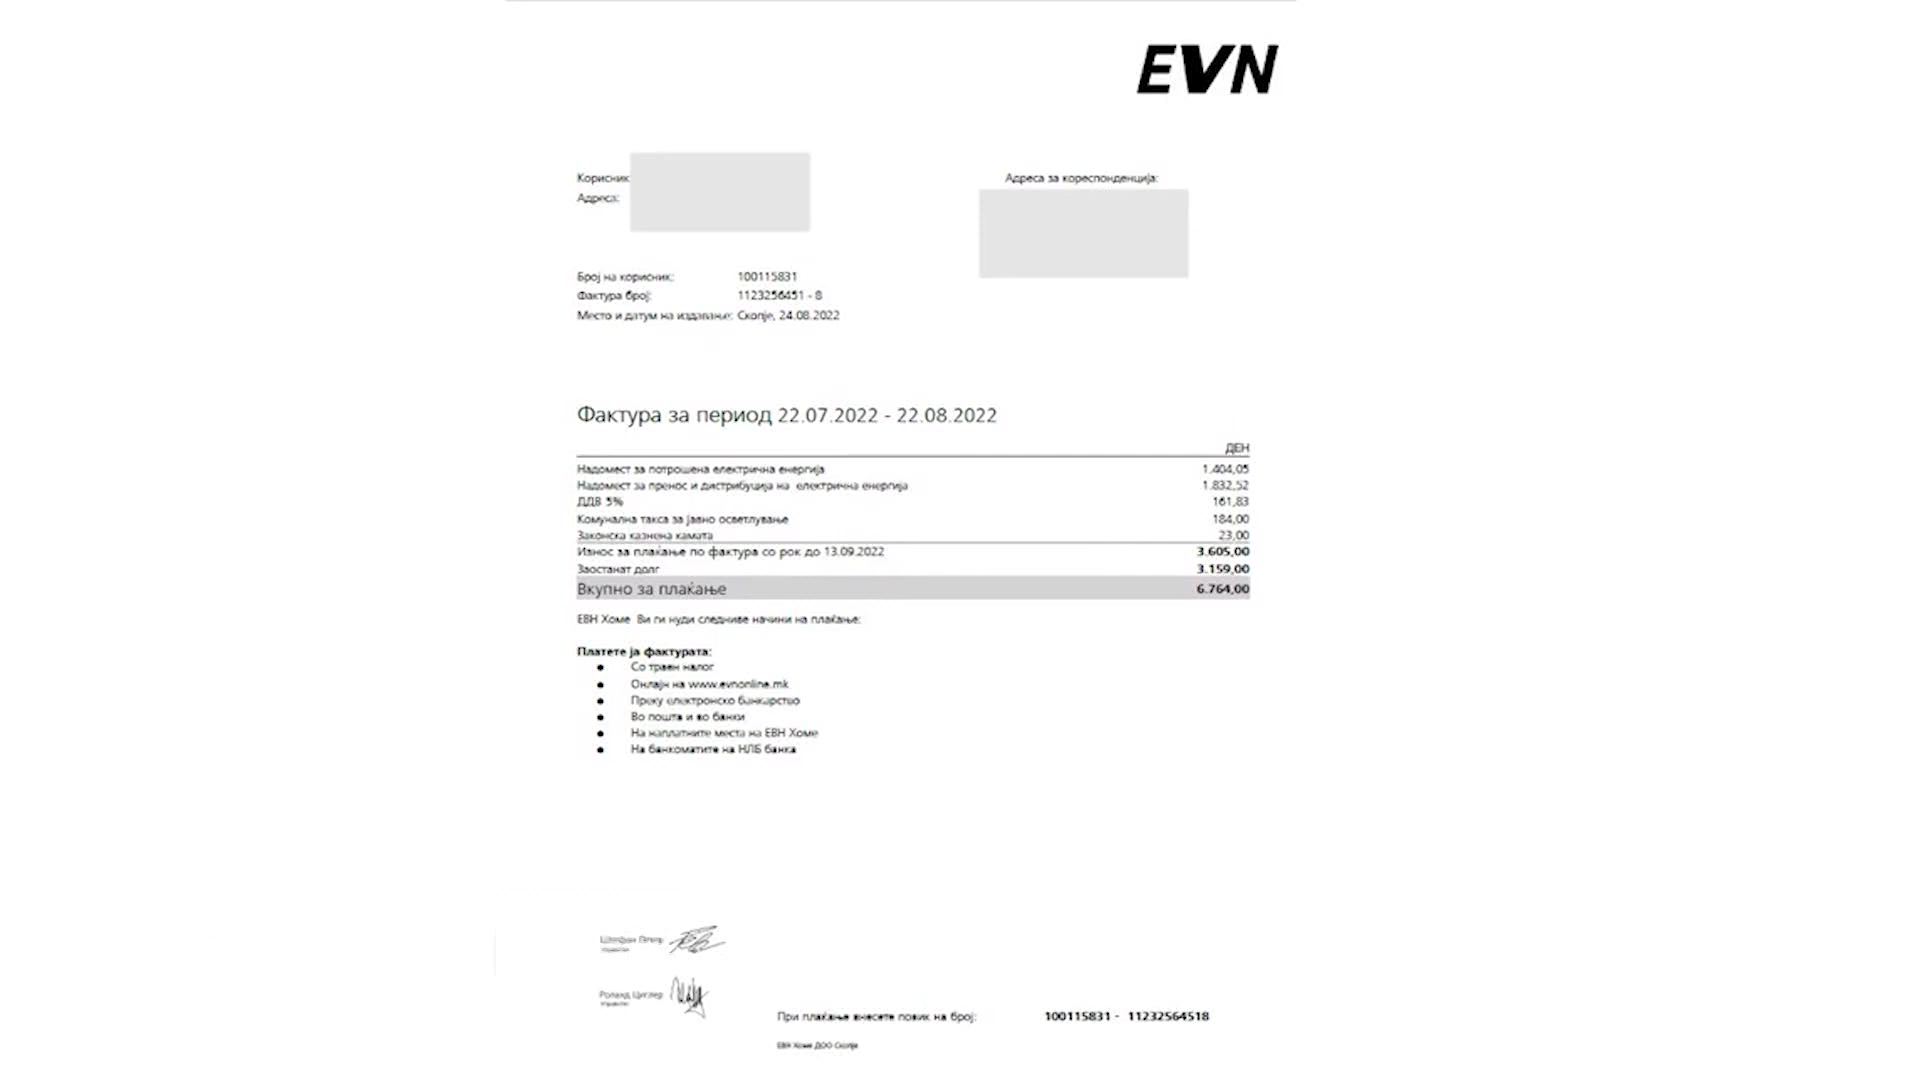 EVN
Корисник
Адреса:
Адреса за кореспонденција:
Број на корисник: 100115831
Фактура број: 1123256451 - 8
Место и датум на издавање: Скопје, 24.08.2022
Фактура за период 22.07.2022 - 22.08.2022
ДЕН
Надомест за потрошена електрична енергија 1.404,05
Надомест за пренос и дистрибуција на електрична енергија 1.832,52
ДДВ 5% 161,83
Комунална такса за јавно осветлување 184,00
Законска казнена камата 23,00
Износ за плаќање по фактура со рок до 13.09.2022 3.605,00
Заостанат долг 3.159,00
Вкупно за плаќање 6.764,00
ЕВН Хоме Ви ги нуди следниве начини на плаќање:
Платете ја фактурата:
● Со траен налог
● Онлајн на www.evnonline.mk
● Преку електронско банкарство
● Во пошта и во банки
● На наплатните места на ЕВН Хоме
● На банкоматите на НЛБ банка
Штефан Петер
Роланд Циглер
При плаќање внесете повик на број: 100115831 - 11232564518
ЕВН Хоме ДОО Скопје